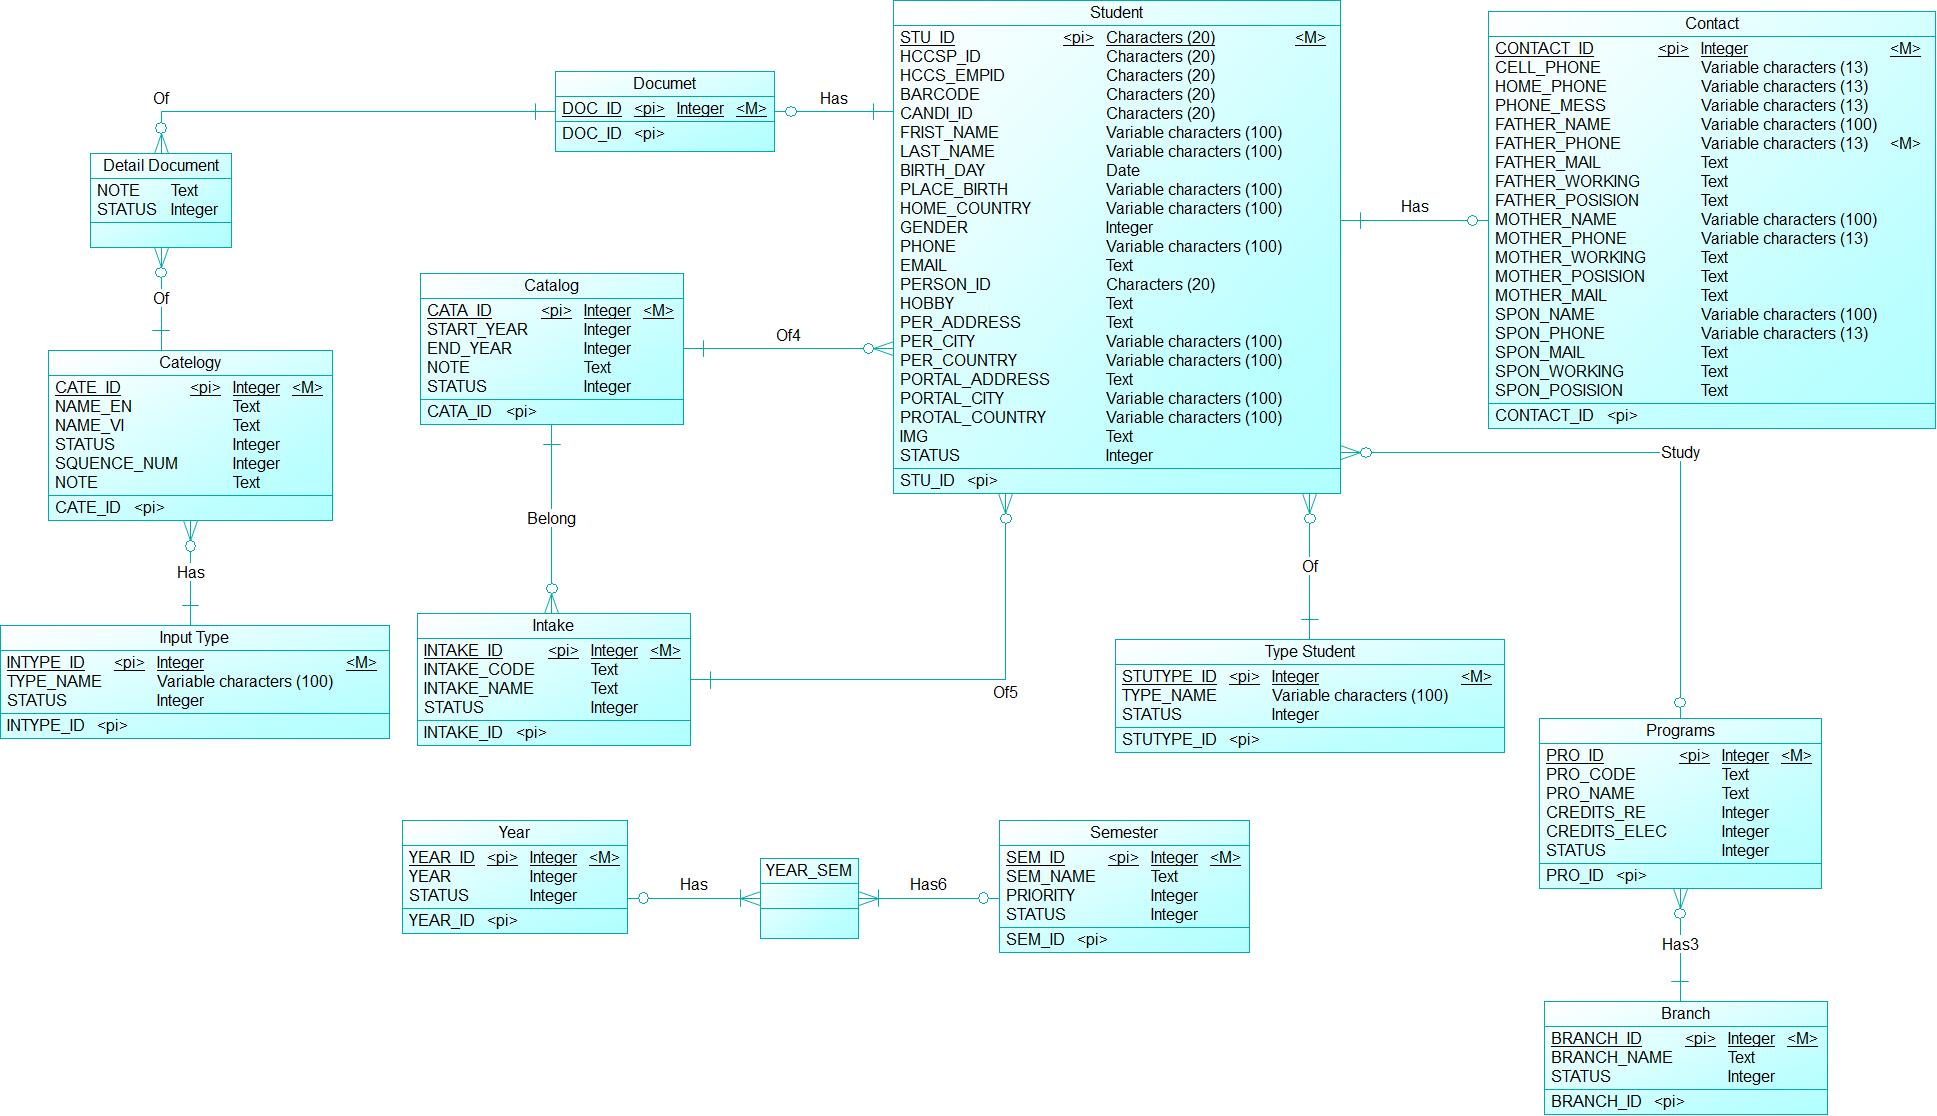 Student
STU_ID <pi> Characters (20) <M>
HCCSP_ID Characters (20)
HCCS_EMPID Characters (20)
BARCODE Characters (20)
CANDI_ID Characters (20)
FRIST_NAME Variable characters (100)
LAST_NAME Variable characters (100)
BIRTH_DAY Date
PLACE_BIRTH Variable characters (100)
HOME_COUNTRY Variable characters (100)
GENDER Integer
PHONE Variable characters (100)
EMAIL Text
PERSON_ID Characters (20)
HOBBY Text
PER_ADDRESS Text
PER_CITY Variable characters (100)
PER_COUNTRY Variable characters (100)
PORTAL_ADDRESS Text
PORTAL_CITY Variable characters (100)
PROTAL_COUNTRY Variable characters (100)
IMG Text
STATUS Integer
STU_ID <pi>
Contact
CONTACT_ID <pi> Integer <M>
CELL_PHONE Variable characters (13)
HOME_PHONE Variable characters (13)
PHONE_MESS Variable characters (13)
FATHER_NAME Variable characters (100)
FATHER_PHONE Variable characters (13) <M>
FATHER_MAIL Text
FATHER_WORKING Text
FATHER_POSISION Text
MOTHER_NAME Variable characters (100)
MOTHER_PHONE Variable characters (13)
MOTHER_WORKING Text
MOTHER_POSISION Text
MOTHER_MAIL Text
SPON_NAME Variable characters (100)
SPON_PHONE Variable characters (13)
SPON_MAIL Text
SPON_WORKING Text
SPON_POSISION Text
CONTACT_ID <pi>
Has
Documet
DOC_ID <pi> Integer <M>
DOC_ID <pi>
Has
Of
Detail Document
NOTE Text
STATUS Integer
Of
Catelogy
CATE_ID <pi> Integer <M>
NAME_EN Text
NAME_VI Text
STATUS Integer
SQUENCE_NUM Integer
NOTE Text
CATE_ID <pi>
Has
Input Type
INTYPE_ID <pi> Integer <M>
TYPE_NAME Variable characters (100)
STATUS Integer
INTYPE_ID <pi>
Catalog
CATA_ID <pi> Integer <M>
START_YEAR Integer
END_YEAR Integer
NOTE Text
STATUS Integer
CATA_ID <pi>
Of4
Belong
Intake
INTAKE_ID <pi> Integer <M>
INTAKE_CODE Text
INTAKE_NAME Text
STATUS Integer
INTAKE_ID <pi>
Of5
Of
Type Student
STUTYPE_ID <pi> Integer <M>
TYPE_NAME Variable characters (100)
STATUS Integer
STUTYPE_ID <pi>
Study
Programs
PRO_ID <pi> Integer <M>
PRO_CODE Text
PRO_NAME Text
CREDITS_RE Integer
CREDITS_ELEC Integer
STATUS Integer
PRO_ID <pi>
Has3
Branch
BRANCH_ID <pi> Integer <M>
BRANCH_NAME Text
STATUS Integer
BRANCH_ID <pi>
Year
YEAR_ID <pi> Integer <M>
YEAR Integer
STATUS Integer
YEAR_ID <pi>
Has
YEAR_SEM
Has6
Semester
SEM_ID <pi> Integer <M>
SEM_NAME Text
PRIORITY Integer
STATUS Integer
SEM_ID <pi>